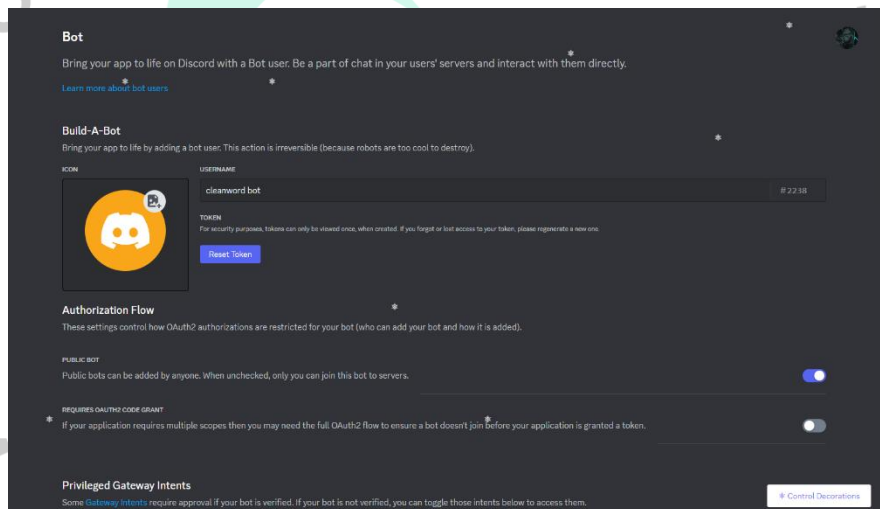 Bot
Bring your app to life on Discord with a Bot user. Be a part of chat in your users' servers and interact with them directly.
Learn more about bot users
Build-A-Bot
Bring your app to life by adding a bot user. This action is irreversible (because robots are too cool to destroy).
ICON
USERNAME
cleanword bot
#2238
TOKEN
For security purposes, tokens can only be viewed once, when created. If you forgot or lost access to your token, please regenerate a new one.
Reset Token
Authorization Flow
These settings control how OAuth2 authorizations are restricted for your bot (who can add your bot and how it is added).
PUBLIC BOT
Public bots can be added by anyone. When unchecked, only you can join this bot to servers.
REQUIRES OAUTH2 CODE GRANT
If your application requires multiple scopes then you may need the full OAuth2 flow to ensure a bot doesn't join before your application is granted a token.
Privileged Gateway Intents
Some Gateway Intents require approval if your bot is verified. If your bot is not verified, you can toggle those intents below to access them.
Control Decorations